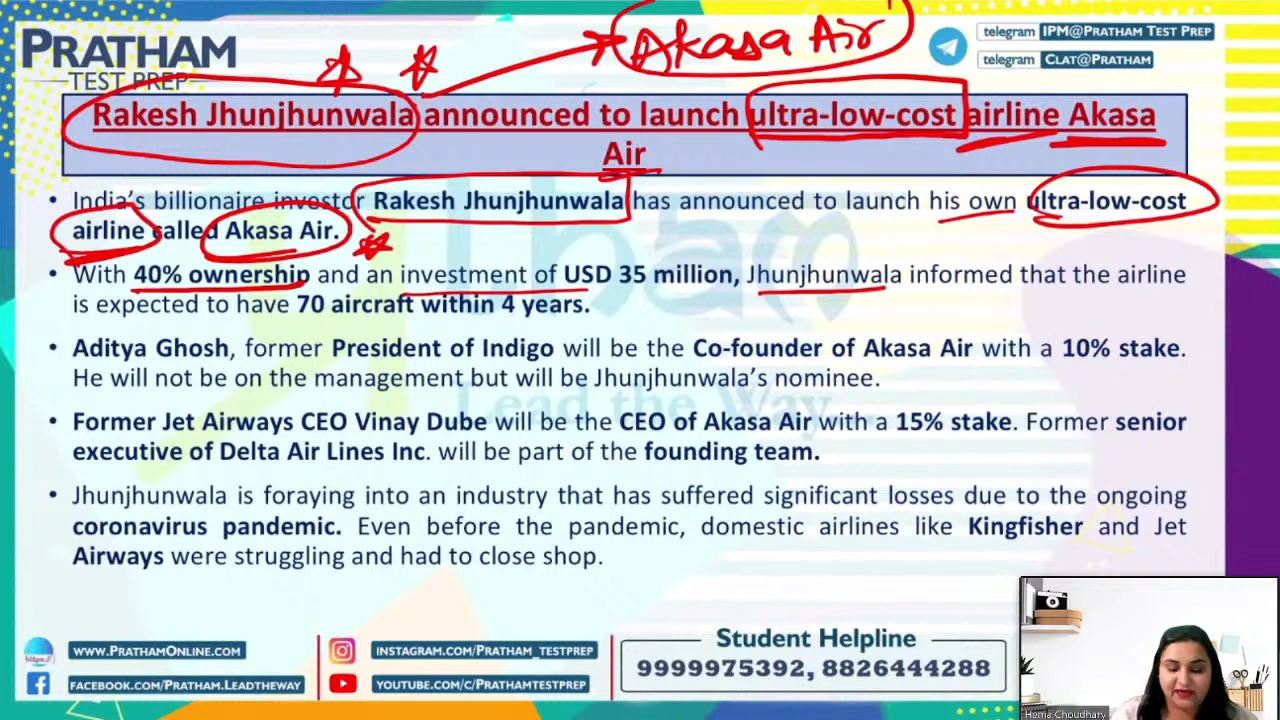 Akasa Air
PRATHAM
TEST PREP
telegram IPM@Pratham Test Prep
telegram CLAT@Pratham
Rakesh Jhunjhunwala announced to launch ultra-low-cost airline Akasa
Air
• India's billionaire investor Rakesh Jhunjhunwala has announced to launch his own ultra-low-cost
airline called Akasa Air.
• With 40% ownership and an investment of USD 35 million, Jhunjhunwala informed that the airline
is expected to have 70 aircraft within 4 years.
• Aditya Ghosh, former President of Indigo will be the Co-founder of Akasa Air with a 10% stake.
He will not be on the management but will be Jhunjhunwala's nominee.
• Former Jet Airways CEO Vinay Dube will be the CEO of Akasa Air with a 15% stake. Former senior
executive of Delta Air Lines Inc. will be part of the founding team.
• Jhunjhunwala is foraying into an industry that has suffered significant losses due to the ongoing
coronavirus pandemic. Even before the pandemic, domestic airlines like Kingfisher and Jet
Airways were struggling and had to close shop.
Lead the Way...
https://
www.PrathamOnline.com
facebook.com/Pratham.Leadtheway
instagram.com/Pratham_testprep
youtube.com/c/Prathamtestprep
Student Helpline
9999975392, 8826444288
Hema Choudhary